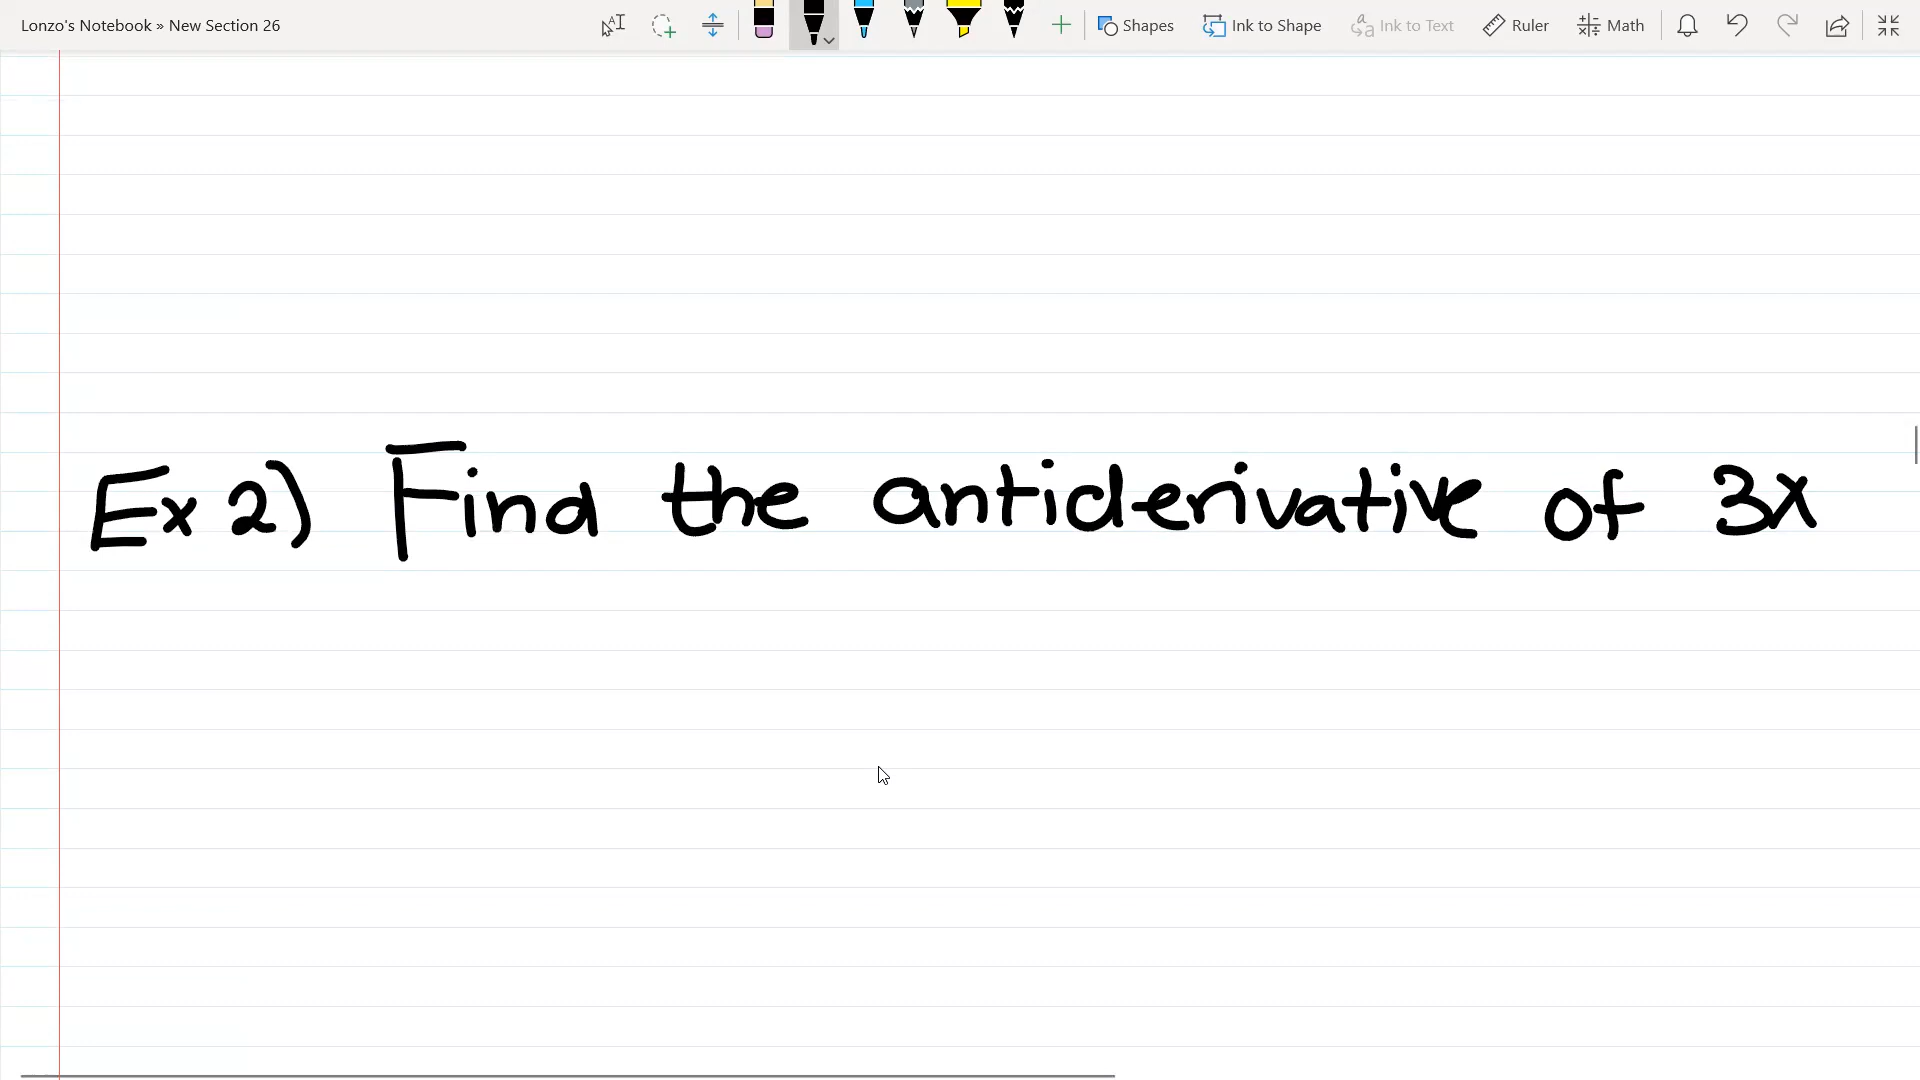 Lonzo's Notebook » New Section 26
Shapes
Ink to Shape
Ink to Text
Ruler
Math
Ex 2) Find the antiderivative of 3x